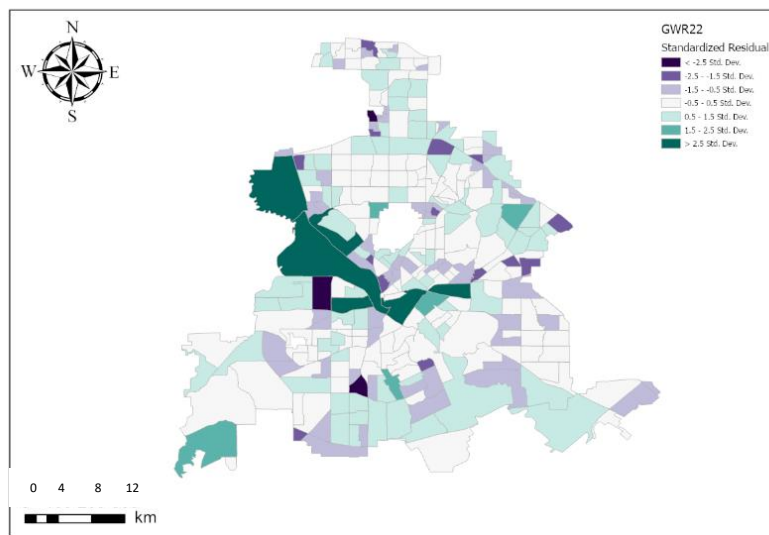 N
W E
S
GWR22
Standardized Residual
< -2.5 Std. Dev.
-2.5 - -1.5 Std. Dev.
-1.5 - -0.5 Std. Dev.
-0.5 - 0.5 Std. Dev.
0.5 - 1.5 Std. Dev.
1.5 - 2.5 Std. Dev.
> 2.5 Std. Dev.
0 4 8 12
km